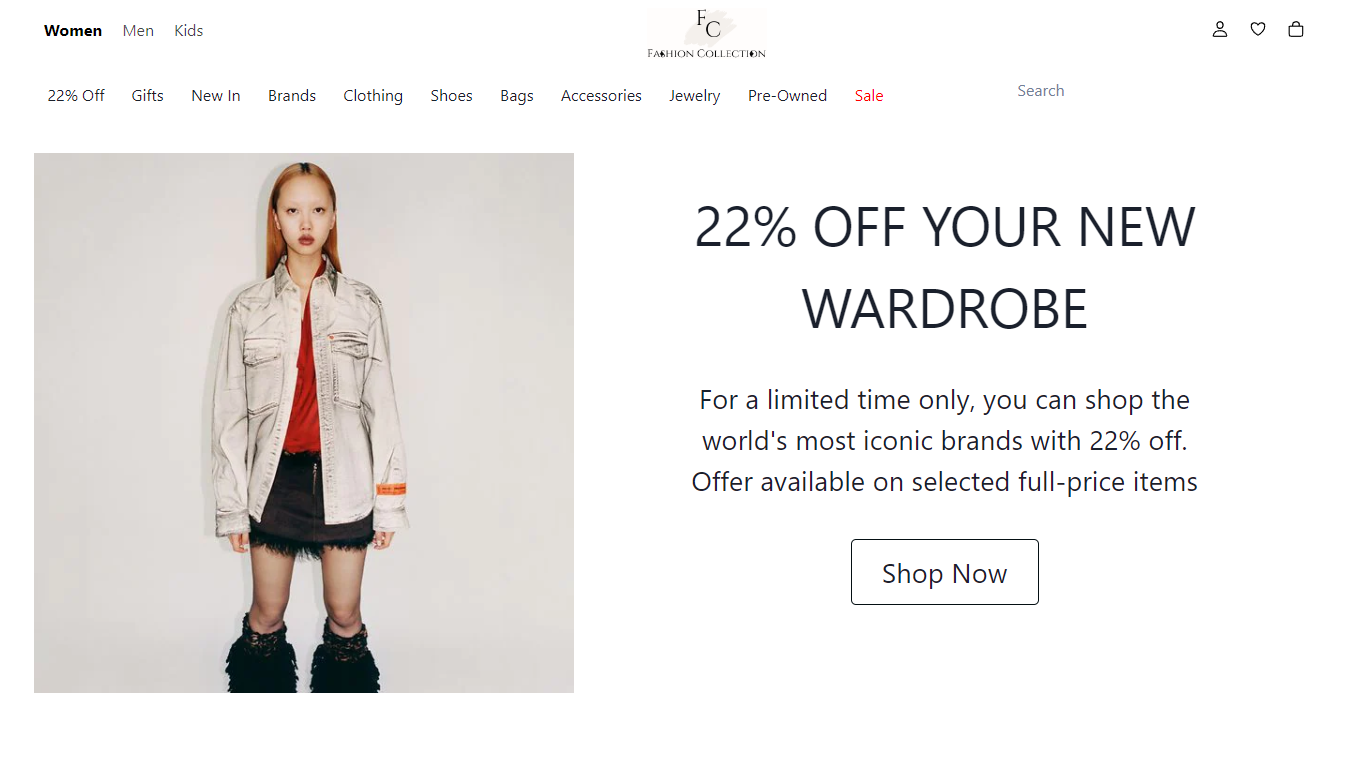 Women Men Kids
F
C
FASHION COLLECTION
22% Off Gifts New In Brands Clothing Shoes Bags Accessories Jewelry Pre-Owned Sale
Search
22% OFF YOUR NEW
WARDROBE
For a limited time only, you can shop the
world's most iconic brands with 22% off.
Offer available on selected full-price items
Shop Now